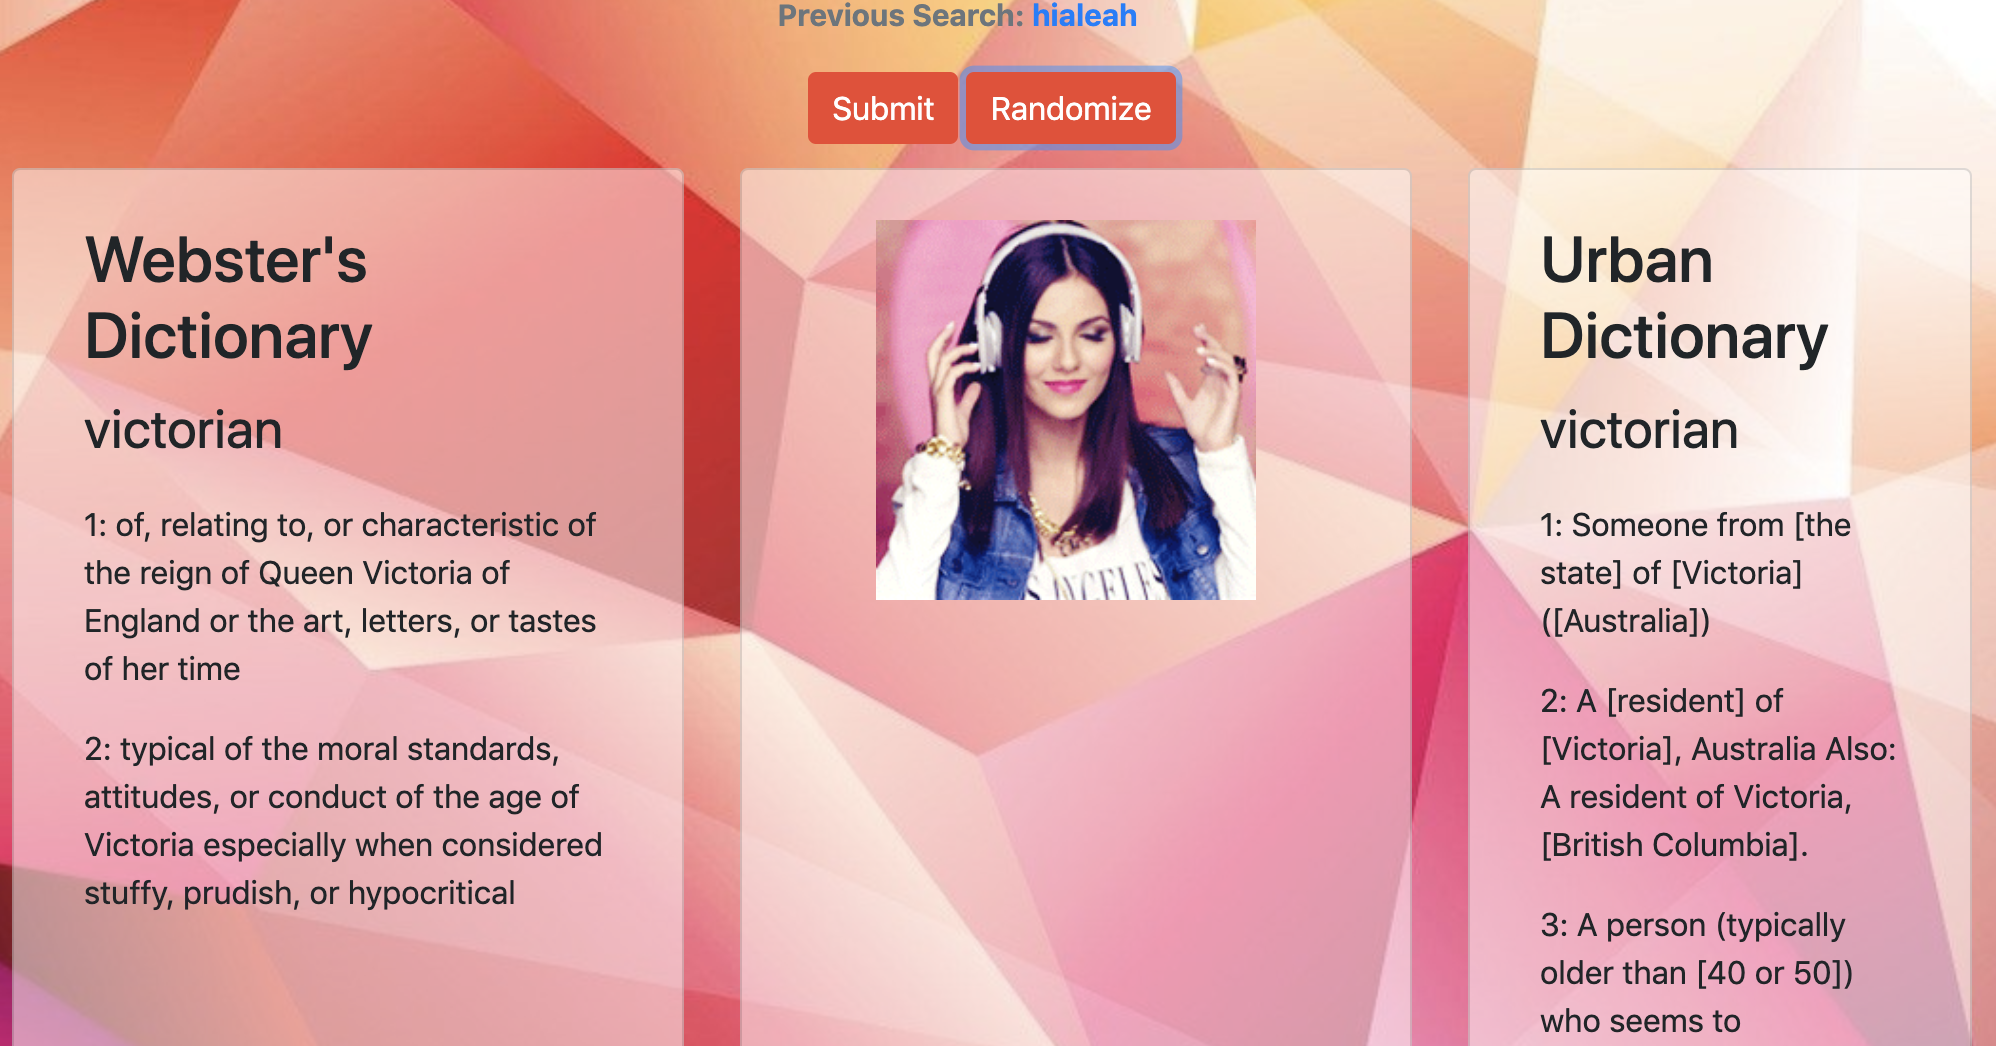 Previous Search: hialeah
Submit
Randomize
Webster's
Dictionary
victorian
1: of, relating to, or characteristic of
the reign of Queen Victoria of
England or the art, letters, or tastes
of her time
2: typical of the moral standards,
attitudes, or conduct of the age of
Victoria especially when considered
stuffy, prudish, or hypocritical
Urban
Dictionary
victorian
1: Someone from [the
state] of [Victoria]
([Australia])
2: A [resident] of
[Victoria], Australia Also:
A resident of Victoria,
[British Columbia].
3: A person (typically
older than [40 or 50])
who seems to